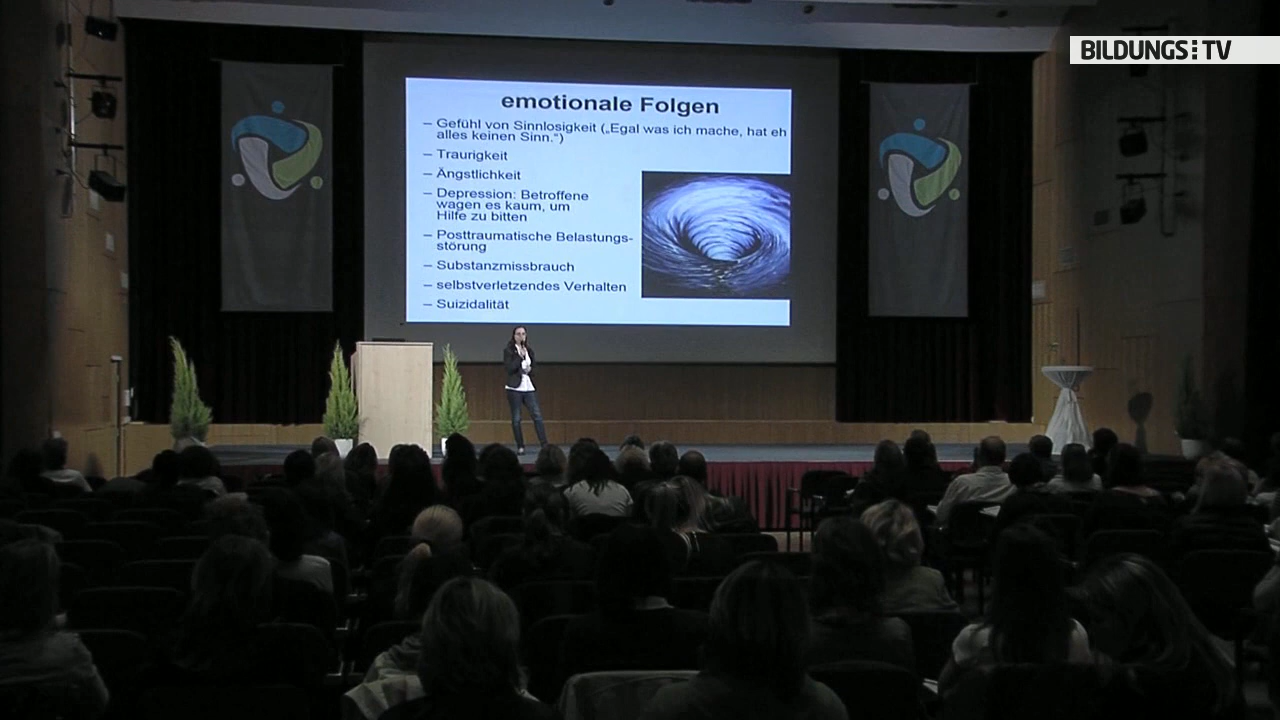 BILDUNGS:TV
emotionale Folgen
– Gefühl von Sinnlosigkeit („Egal was ich mache, hat eh
alles keinen Sinn.“)
– Traurigkeit
– Ängstlichkeit
– Depression: Betroffene
wagen es kaum, um
Hilfe zu bitten
– Posttraumatische Belastungs-
störung
– Substanzmissbrauch
– selbstverletzendes Verhalten
– Suizidalität